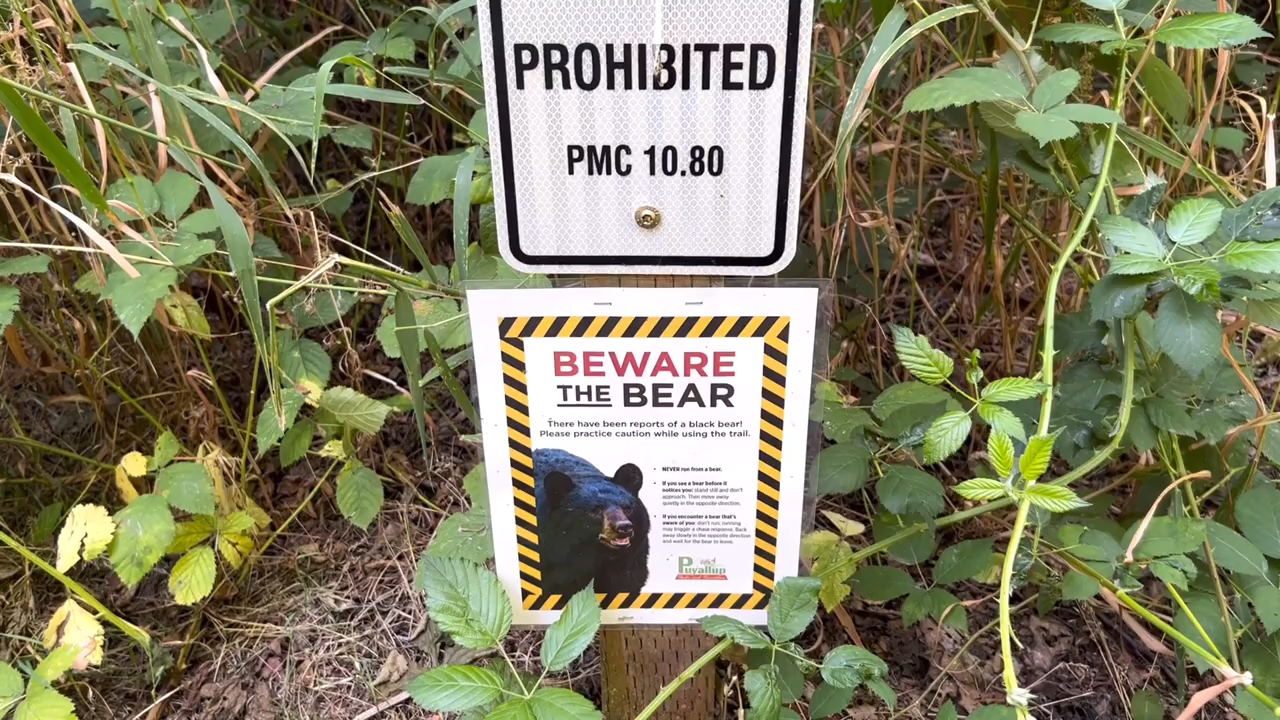 PROHIBITED
PMC 10.80
BEWARE
THE BEAR
There have been reports of a black bear!
Please practice caution while using the trail.
• NEVER run from a bear.
• If you see a bear before it
notices you: stand still and don't
approach. Then move away
quietly in the opposite direction.
• If you encounter a bear that's
aware of you: don't run; running
may trigger a chase response. Back
away slowly in the opposite direction
and wait for the bear to leave.
Puyallup